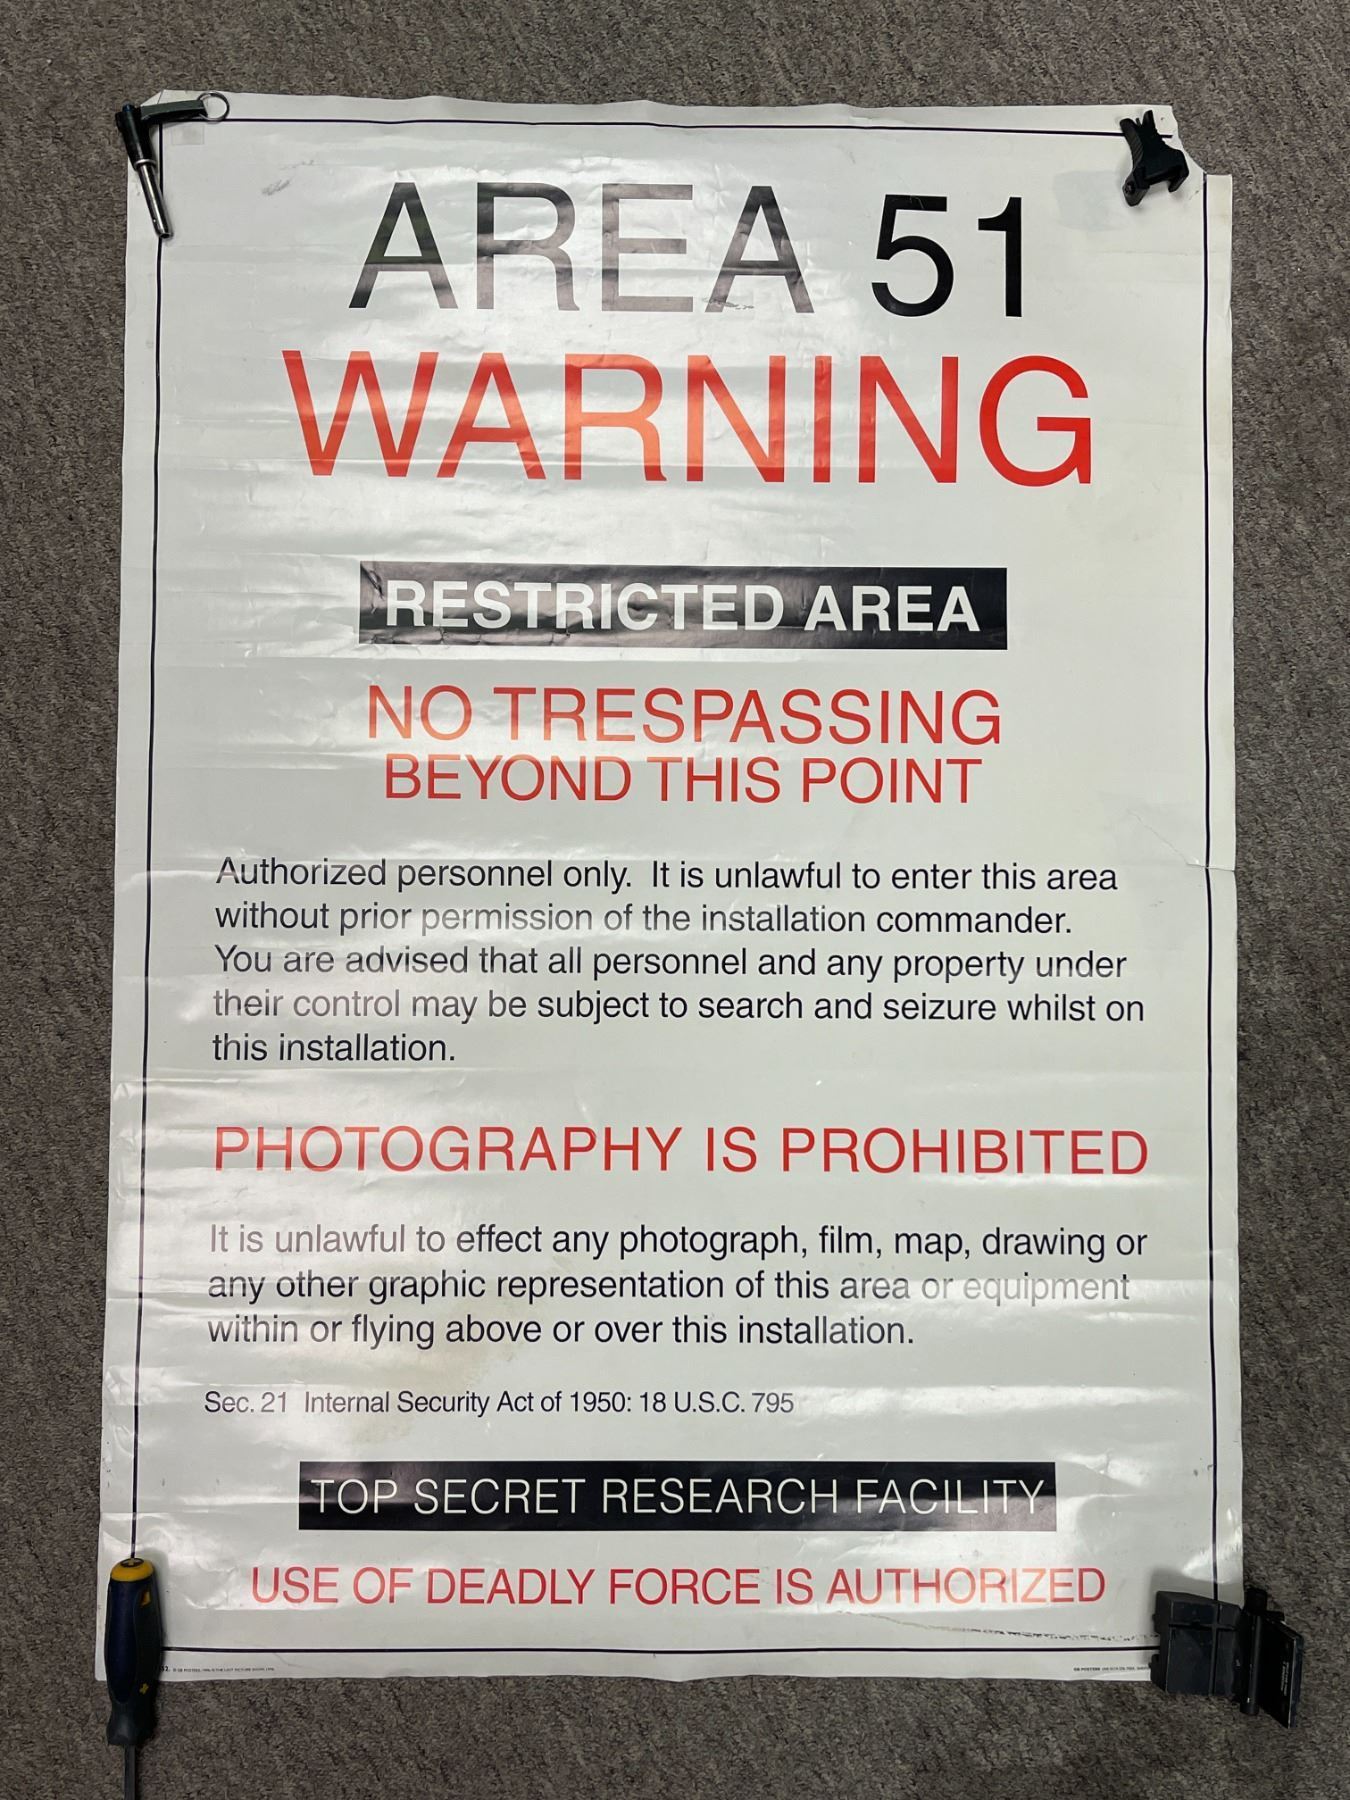 AREA 51
WARNING
RESTRICTED AREA
NO TRESPASSING
BEYOND THIS POINT
Authorized personnel only. It is unlawful to enter this area
without prior permission of the installation commander.
You are advised that all personnel and any property under
their control may be subject to search and seizure whilst on
this installation.
PHOTOGRAPHY IS PROHIBITED
It is unlawful to effect any photograph, film, map, drawing or
any other graphic representation of this area or equipment
within or flying above or over this installation.
Sec. 21 Internal Security Act of 1950: 18 U.S.C. 795
TOP SECRET RESEARCH FACILITY
USE OF DEADLY FORCE IS AUTHORIZED
GB POSTERS